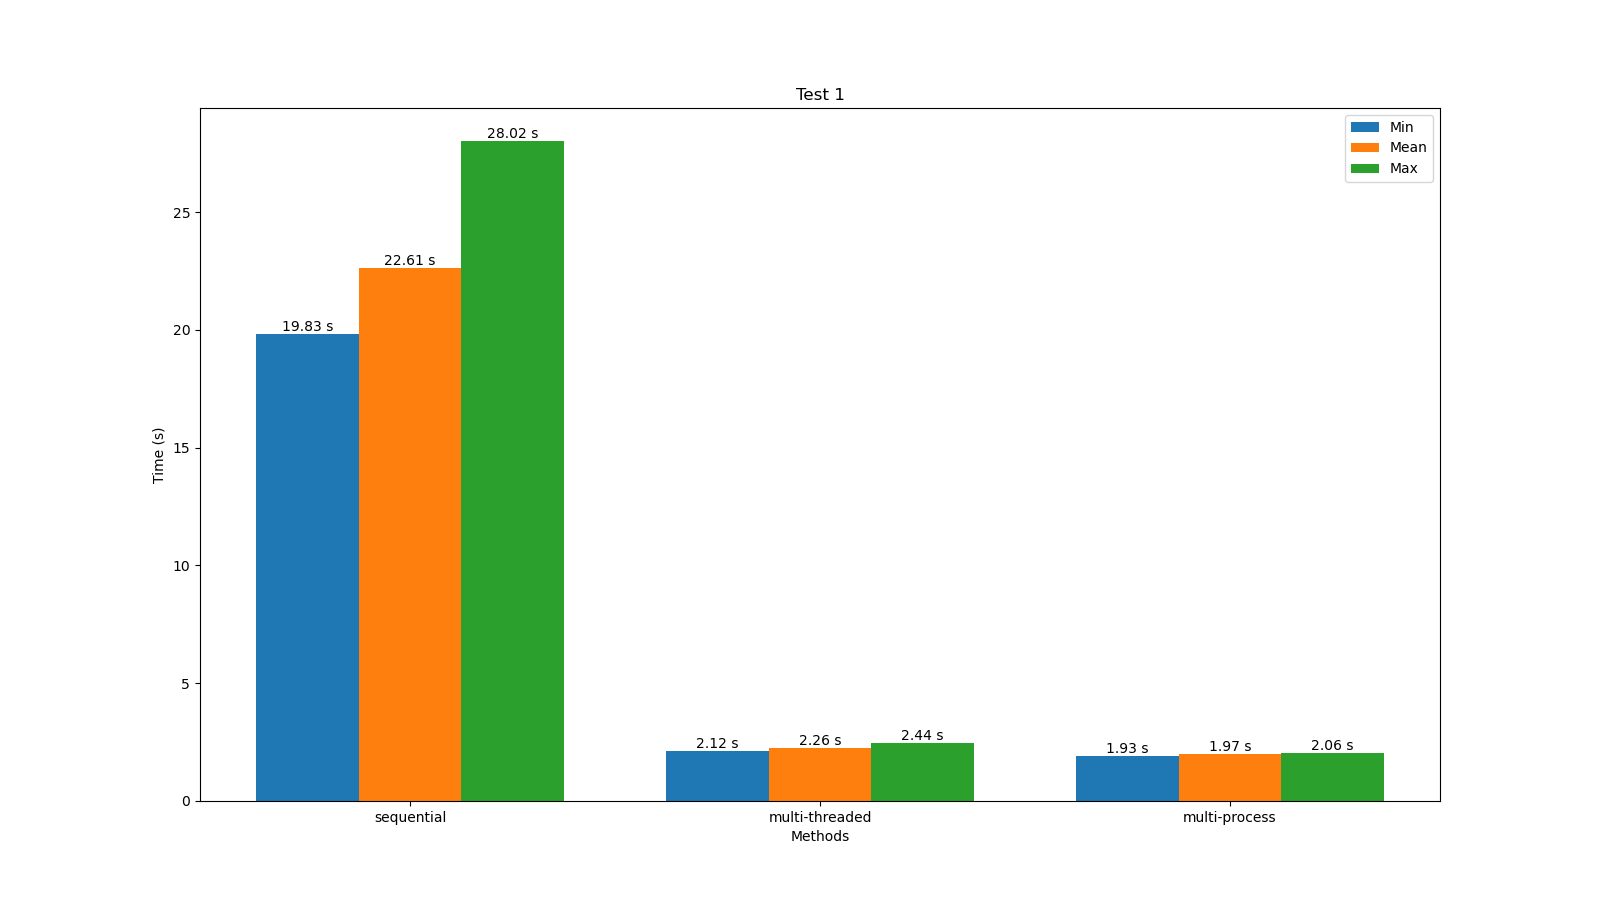 Test 1
Min
Mean
Max
28.02 s
22.61 s
19.83 s
2.12 s
2.26 s
2.44 s
1.93 s
1.97 s
2.06 s
Time (s)
25
20
15
10
5
0
sequential
multi-threaded
multi-process
Methods